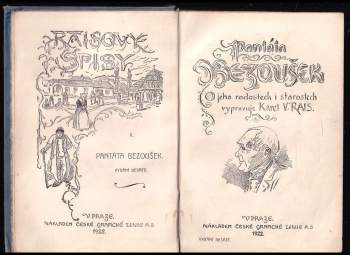 RAISOVY
SPISY
V.
PANTÁTA BEZOUŠEK.
VYDÁNÍ DESÁTÉ.
V PRAZE.
NÁKLADEM ČESKÉ GRAFICKÉ UNIE A.S.
1922.
Pantáta
BEZOUŠEK
O jeho radostech i starostech
vypravuje Karel V. RAIS.
V PRAZE.
NÁKLADEM ČESKÉ GRAFICKÉ UNIE A.S.
1922.
VYDÁNÍ DESÁTÉ.